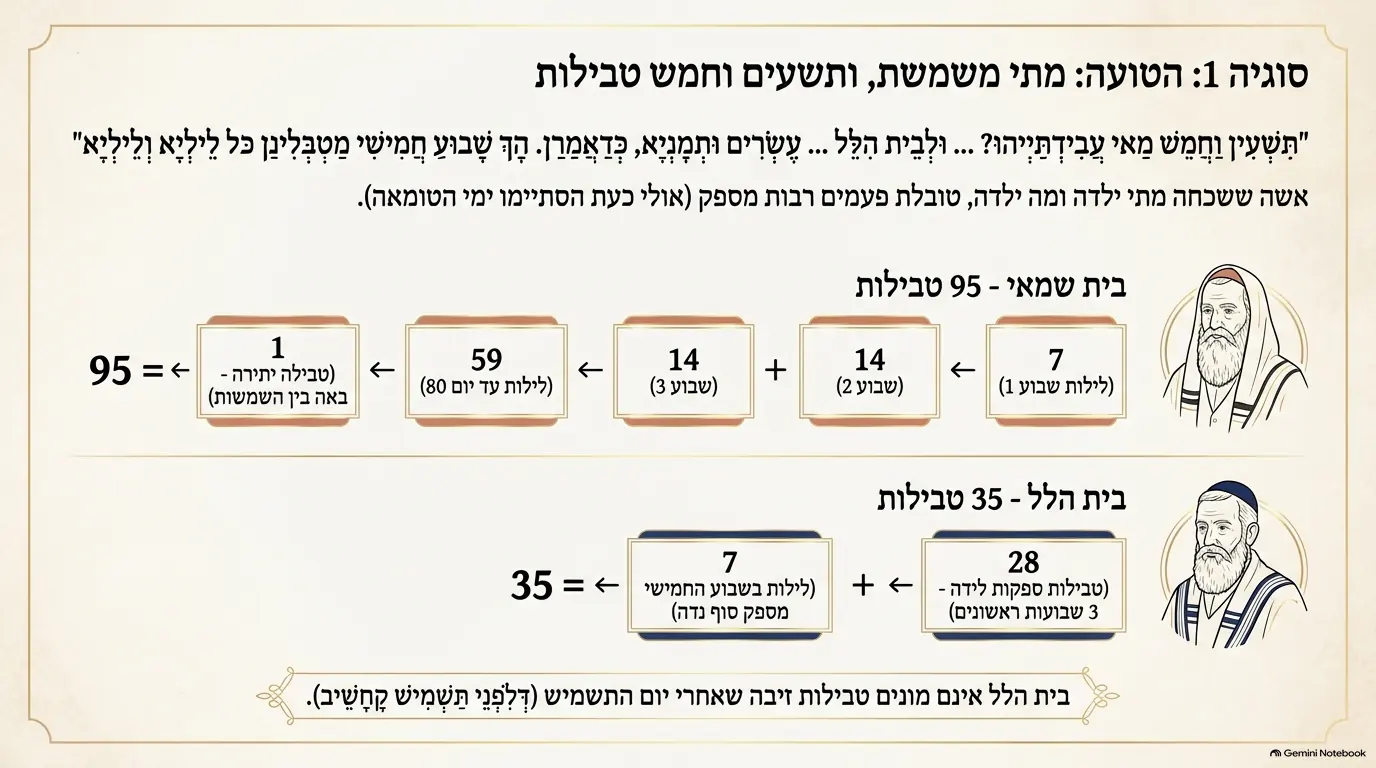 סוגיה 1: הטועה: מתי משמשת, ותשעים וחמש טבילות
"תִּשְׁעִין וַחֲמֵשׁ מַאי עֲבִידְתַּיְיהוּ? ... וּלְבֵית הִלֵּל ... עֶשְׂרִים וּתְמָנְיָא, כְּדַאֲמַרַן. הָךְ שָׁבוּעַ חֲמִישִׁי מַטְבְּלִינַן כׇּל לֵילְיָא וְלֵילְיָא"
אשה ששכחה מתי ילדה ומה ילדה, טובלת פעמים רבות מספק (אולי כעת הסתיימו ימי הטומאה).
בית שמאי - 95 טבילות
7
(לילות שבוע 1)
←
14
(שבוע 2)
+
14
(שבוע 3)
←
59
(לילות עד יום 80)
←
1
(טבילה יתירה -
באה בין השמשות)
← = 95
בית הלל - 35 טבילות
28
(טבילות ספקות לידה -
3 שבועות ראשונים)
← +
7
(לילות בשבוע החמישי
מספק סוף נדה)
← = 35
בית הלל אינם מונים טבילות זיבה שאחרי יום התשמיש (דְּלִפְנֵי תַּשְׁמִישׁ קָחָשֵׁיב).
Gemini Notebook